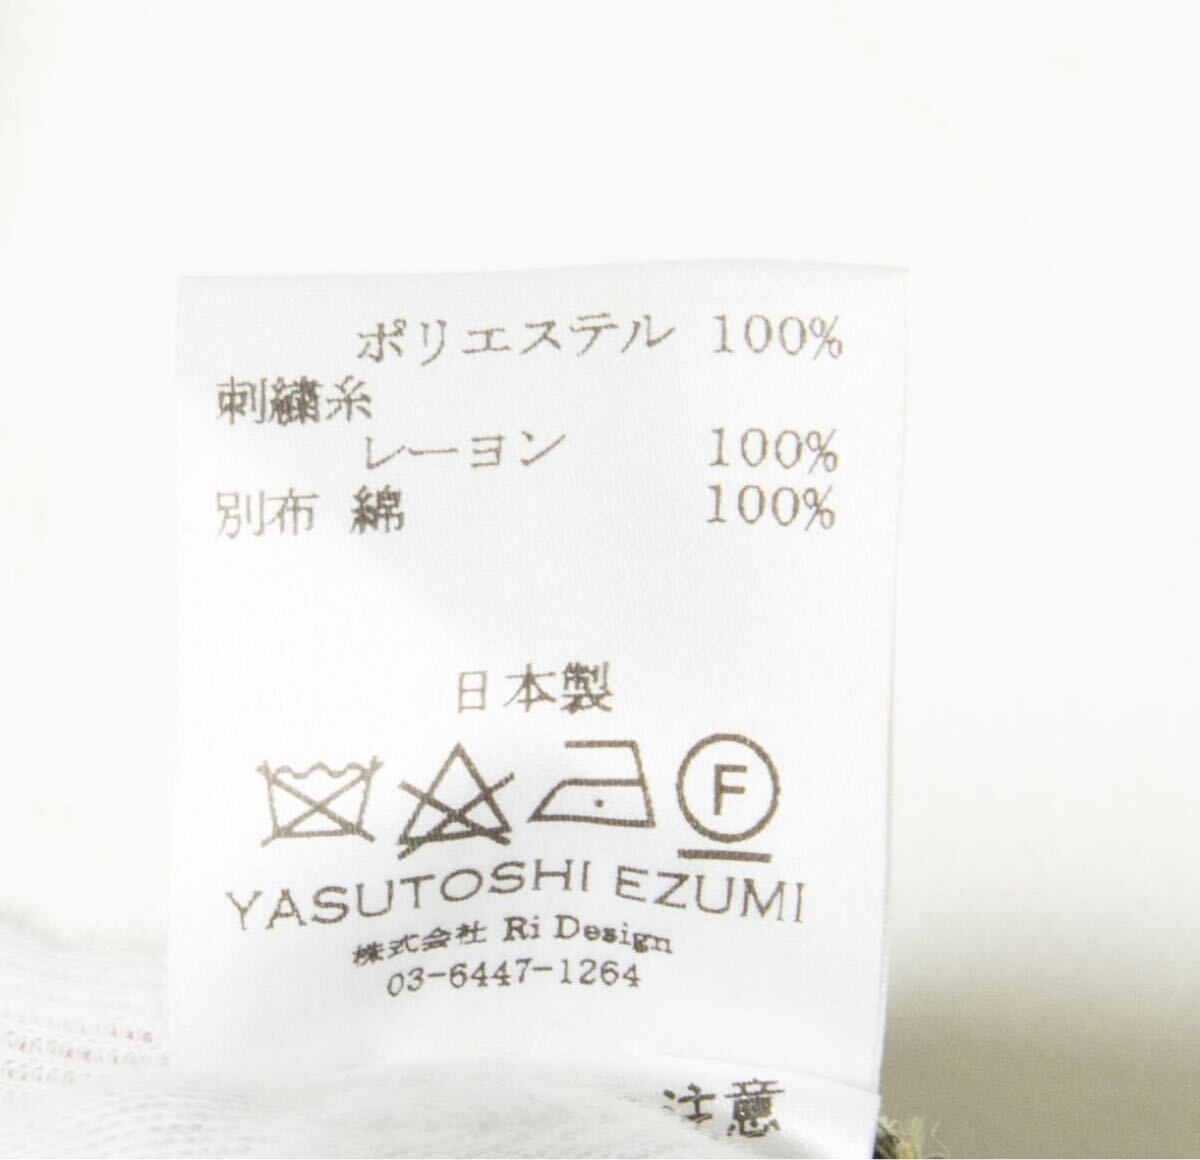 ポリエステル 100%
刺繍糸
レーヨン 100%
別布 綿 100%
日本製
F
YASUTOSHI EZUMI
株式会社 Ri Design
03-6447-1264
注意